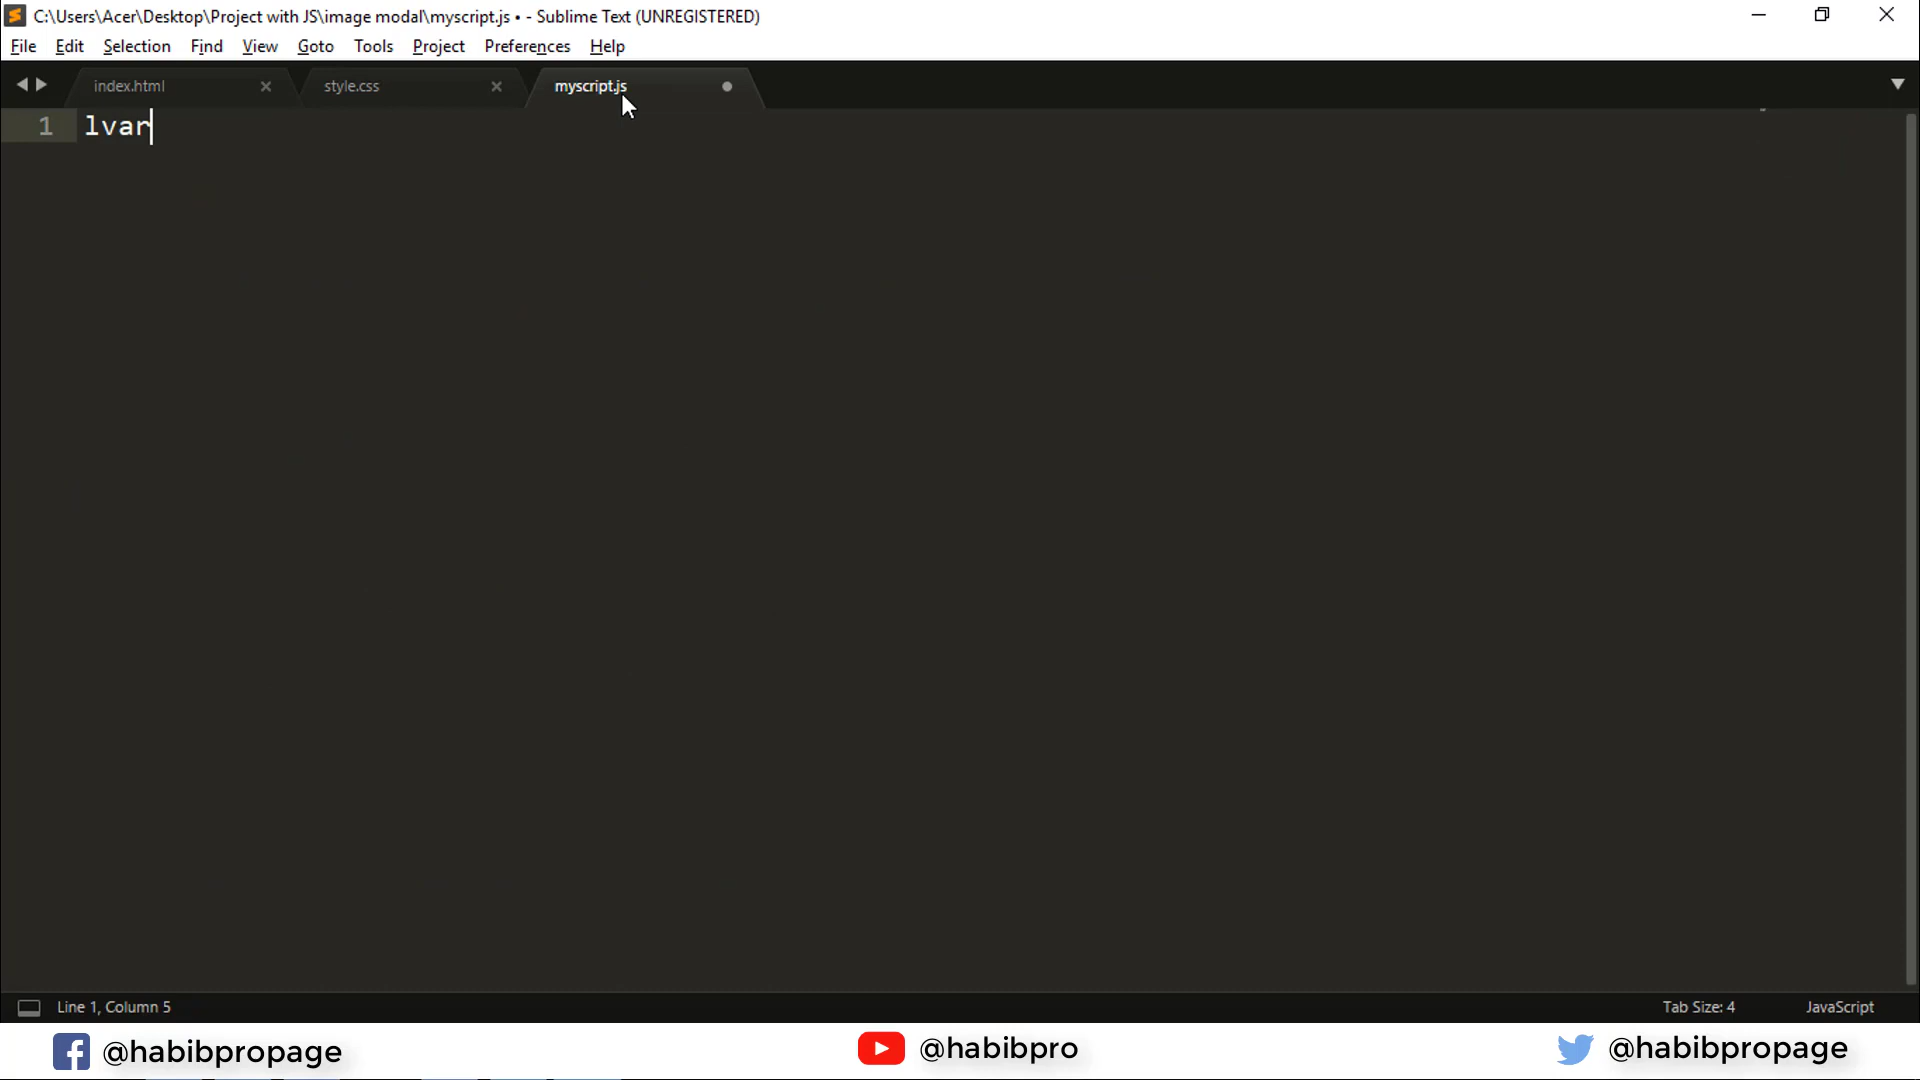 C:\Users\Acer\Desktop\Project with JS\image modal\myscript.js • - Sublime Text (UNREGISTERED)
File Edit Selection Find View Goto Tools Project Preferences Help
index.html style.css myscript.js
1 lvar
Line 1, Column 5 Tab Size: 4 JavaScript
@habibpropage @habibpro @habibpropage